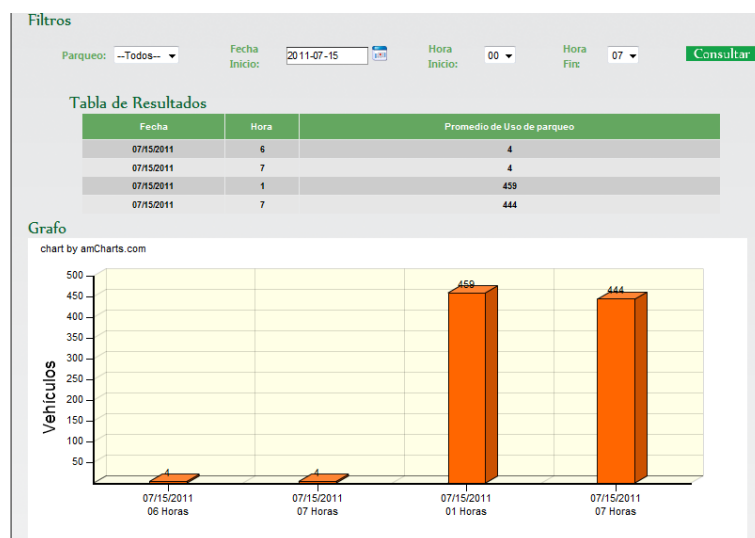 Filtros
Parqueo: --Todos-- Fecha Inicio: 2011-07-15 Hora Inicio: 00 Hora Fin: 07 Consultar
Tabla de Resultados
Fecha Hora Promedio de Uso de parqueo
07/15/2011 6 4
07/15/2011 7 4
07/15/2011 1 459
07/15/2011 7 444
Grafo
chart by amCharts.com
Vehículos
500
450
400
350
300
250
200
150
100
50
4 4 459 444
07/15/2011 07/15/2011 07/15/2011 07/15/2011
06 Horas 07 Horas 01 Horas 07 Horas